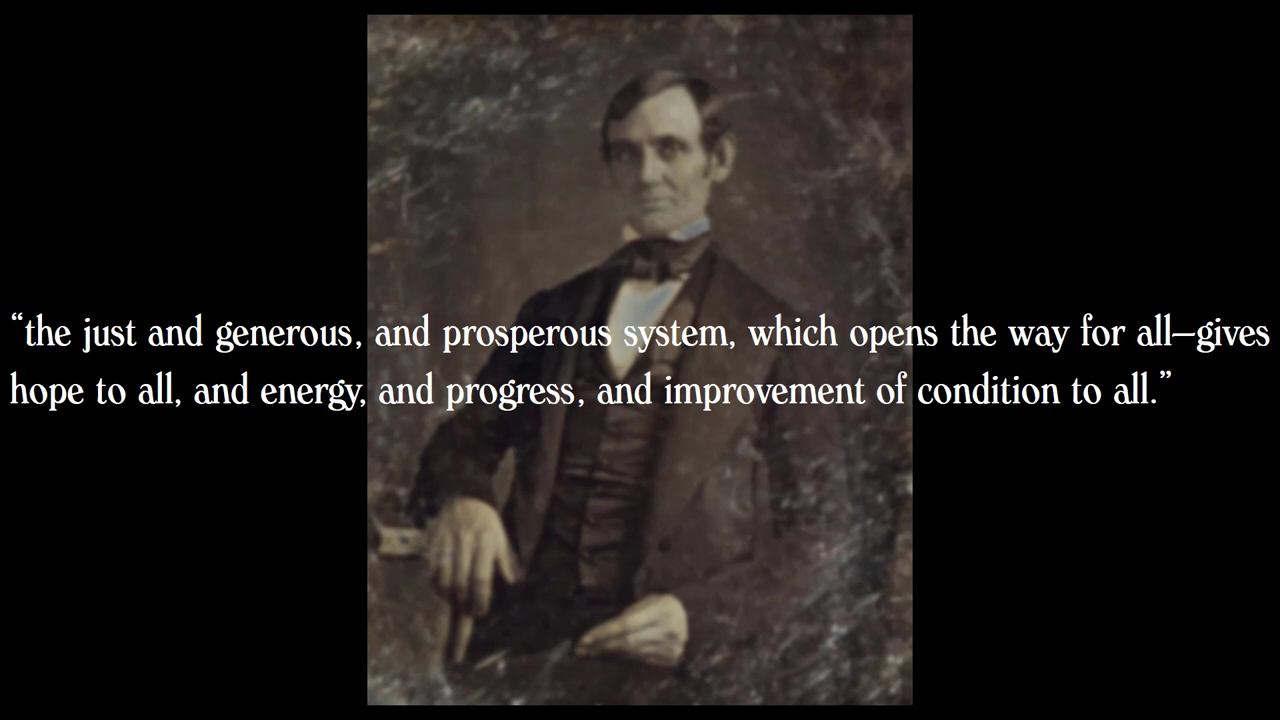 “the just and generous, and prosperous system, which opens the way for all—gives
hope to all, and energy, and progress, and improvement of condition to all.”